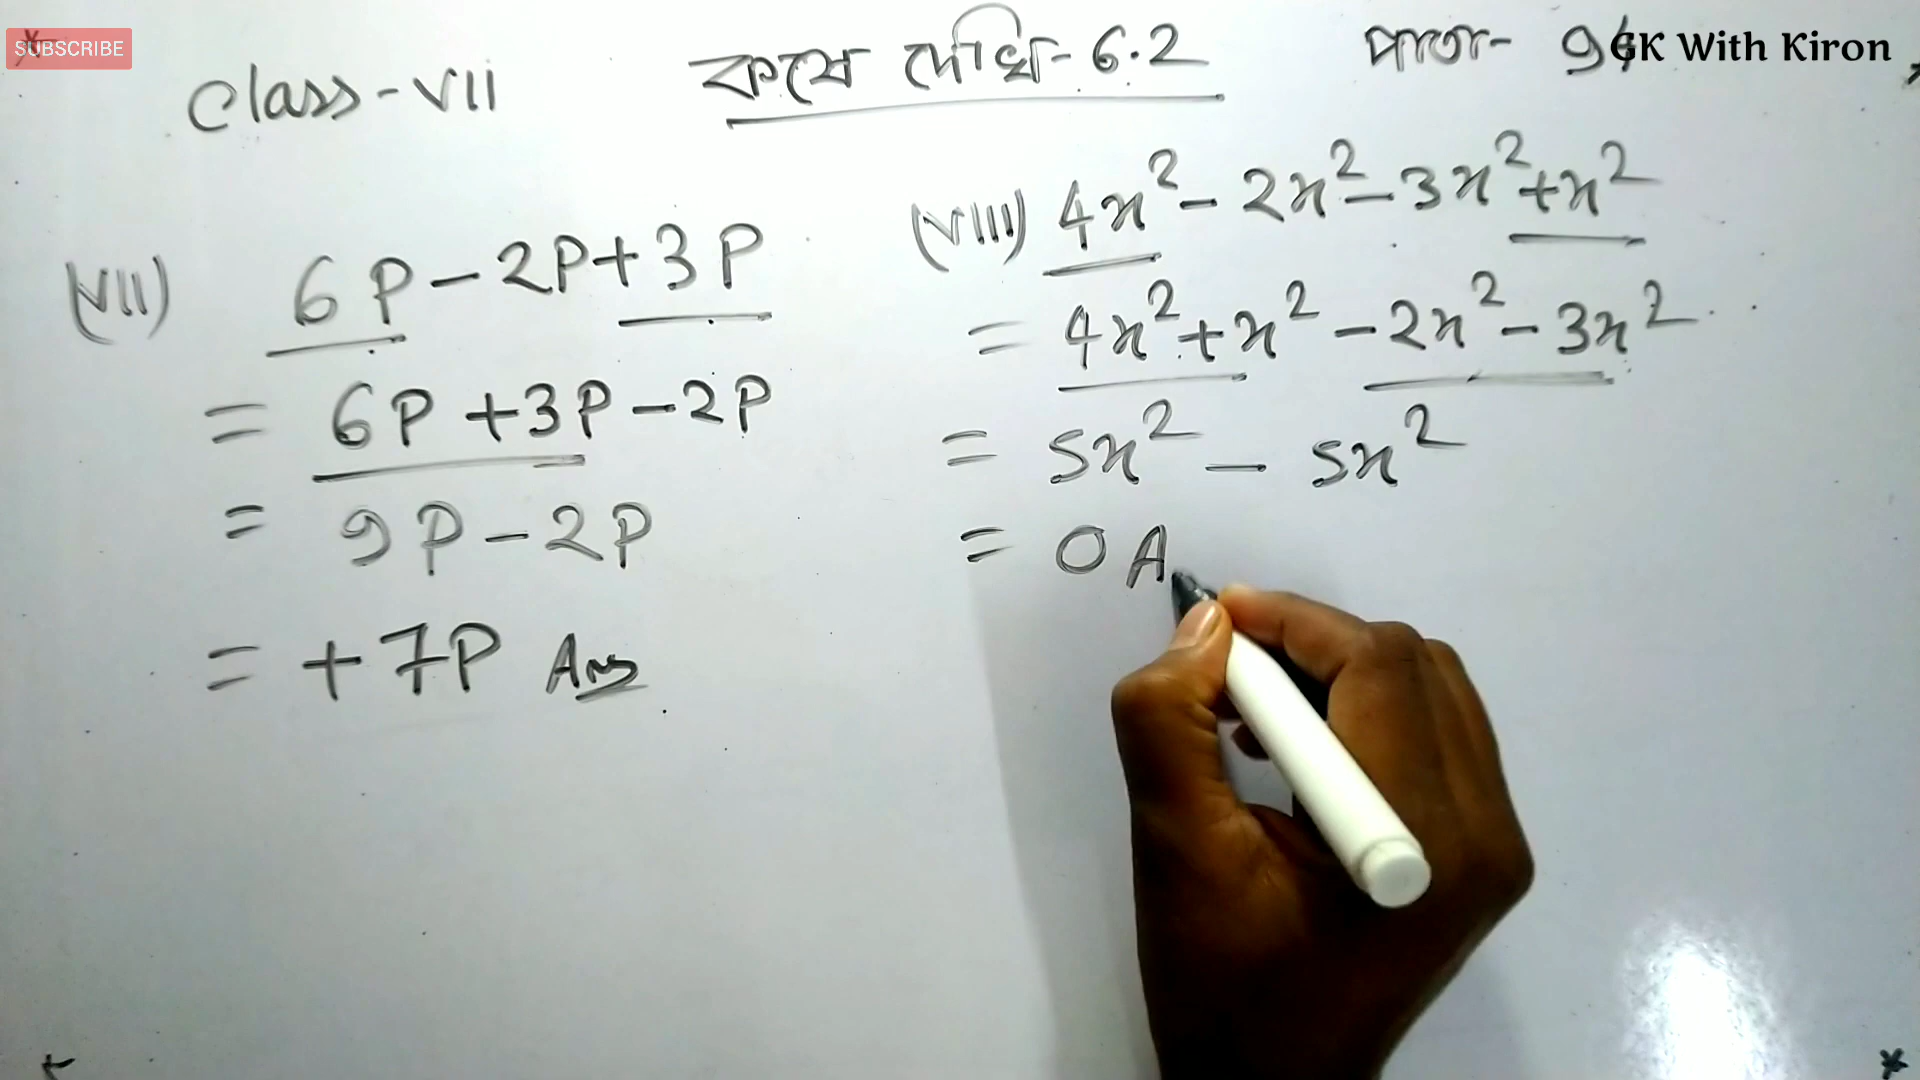 SUBSCRIBE
Class-VII
কষে দেখি-6.2
পাতা-
GK With Kiron
(VII) 6P-2P+3P
= 6P+3P-2P
= 9P-2P
= +7P Ans
(VIII) 4x²-2x²-3x²+x²
= 4x²+x²-2x²-3x²
= 5x²-5x²
= 0 A